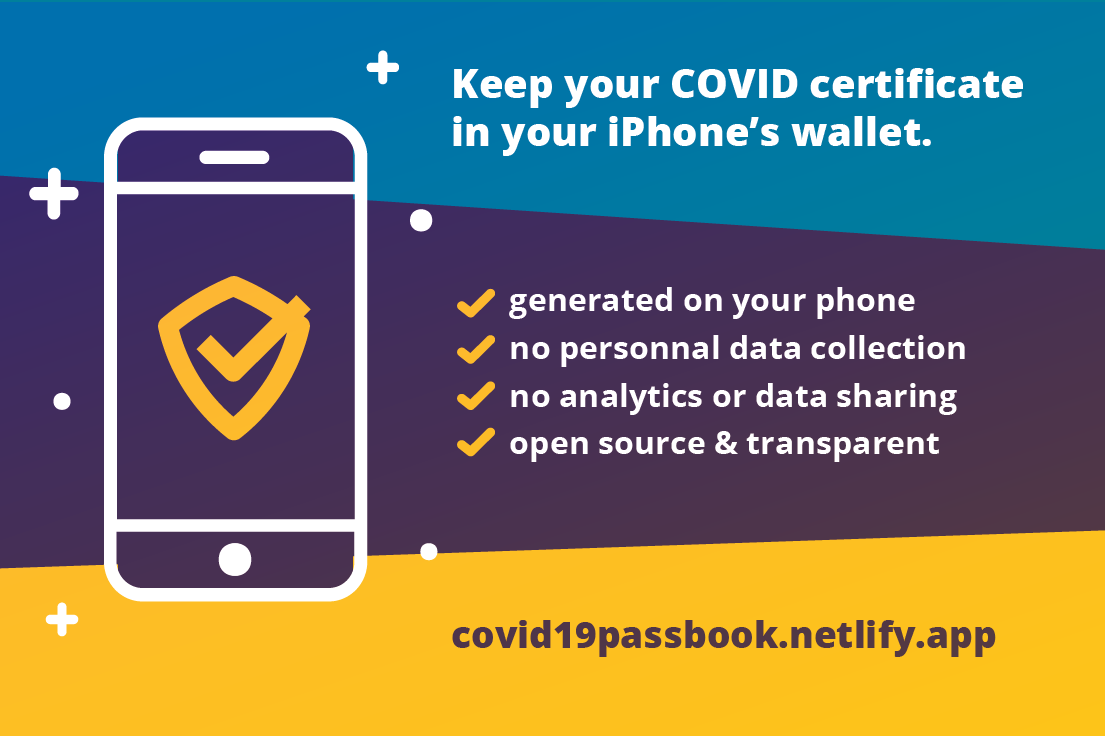 Keep your COVID certificate
in your iPhone’s wallet.
generated on your phone
no personnal data collection
no analytics or data sharing
open source & transparent
covid19passbook.netlify.app